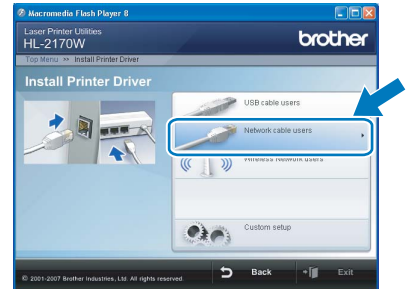 Macromedia Flash Player 8
Laser Printer Utilities
HL-2170W
brother
Top Menu >> Install Printer Driver
Install Printer Driver
USB cable users
Network cable users
Wireless Network users
Custom setup
© 2001-2007 Brother Industries, Ltd. All rights reserved.
Back
Exit